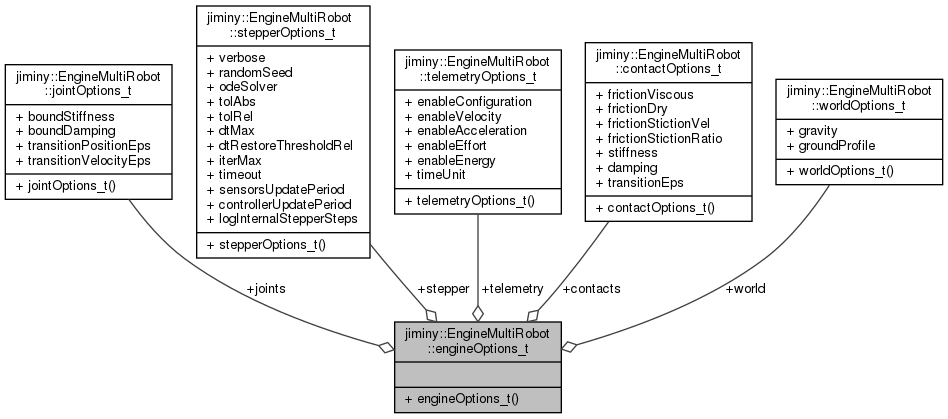 jiminy::EngineMultiRobot
::jointOptions_t
+ boundStiffness
+ boundDamping
+ transitionPositionEps
+ transitionVelocityEps
+ jointOptions_t()
jiminy::EngineMultiRobot
::stepperOptions_t
+ verbose
+ randomSeed
+ odeSolver
+ tolAbs
+ tolRel
+ dtMax
+ dtRestoreThresholdRel
+ iterMax
+ timeout
+ sensorsUpdatePeriod
+ controllerUpdatePeriod
+ logInternalStepperSteps
+ stepperOptions_t()
jiminy::EngineMultiRobot
::telemetryOptions_t
+ enableConfiguration
+ enableVelocity
+ enableAcceleration
+ enableEffort
+ enableEnergy
+ timeUnit
+ telemetryOptions_t()
jiminy::EngineMultiRobot
::contactOptions_t
+ frictionViscous
+ frictionDry
+ frictionStictionVel
+ frictionStictionRatio
+ stiffness
+ damping
+ transitionEps
+ contactOptions_t()
jiminy::EngineMultiRobot
::worldOptions_t
+ gravity
+ groundProfile
+ worldOptions_t()
+joints
+stepper
+telemetry
+contacts
+world
jiminy::EngineMultiRobot
::engineOptions_t
+ engineOptions_t()